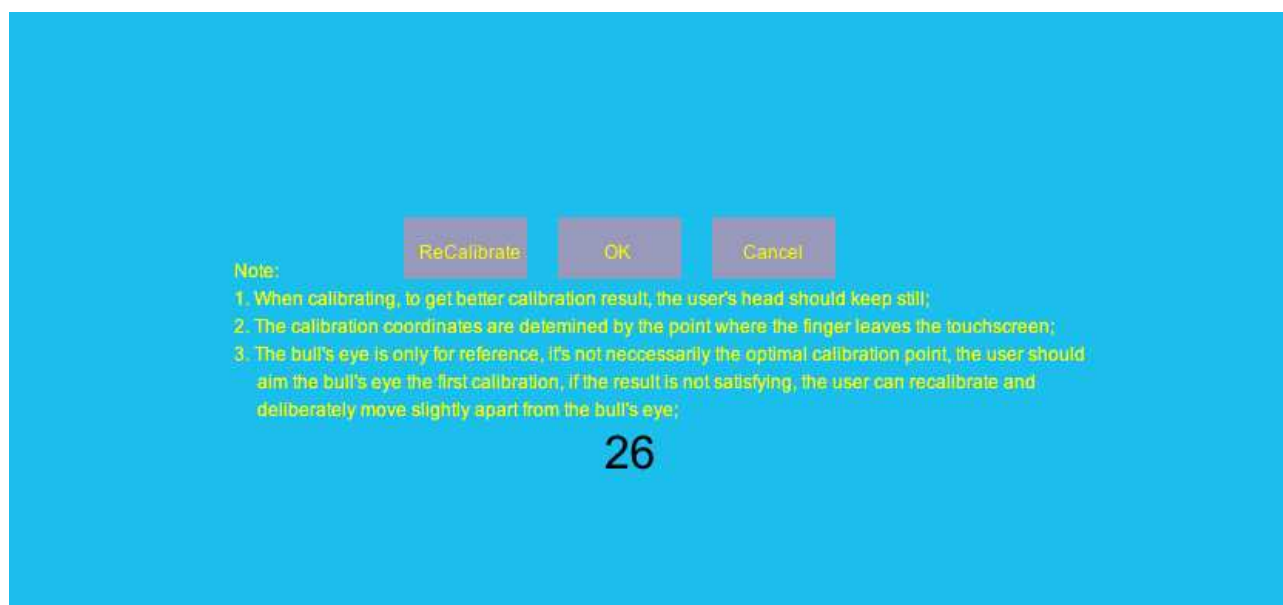 ReCalibrate
OK
Cancel
Note:
1. When calibrating, to get better calibration result, the user's head should keep still;
2. The calibration coordinates are detemined by the point where the finger leaves the touchscreen;
3. The bull's eye is only for reference, it's not neccessarily the optimal calibration point, the user should
aim the bull's eye the first calibration, if the result is not satisfying, the user can recalibrate and
deliberately move slightly apart from the bull's eye;
26